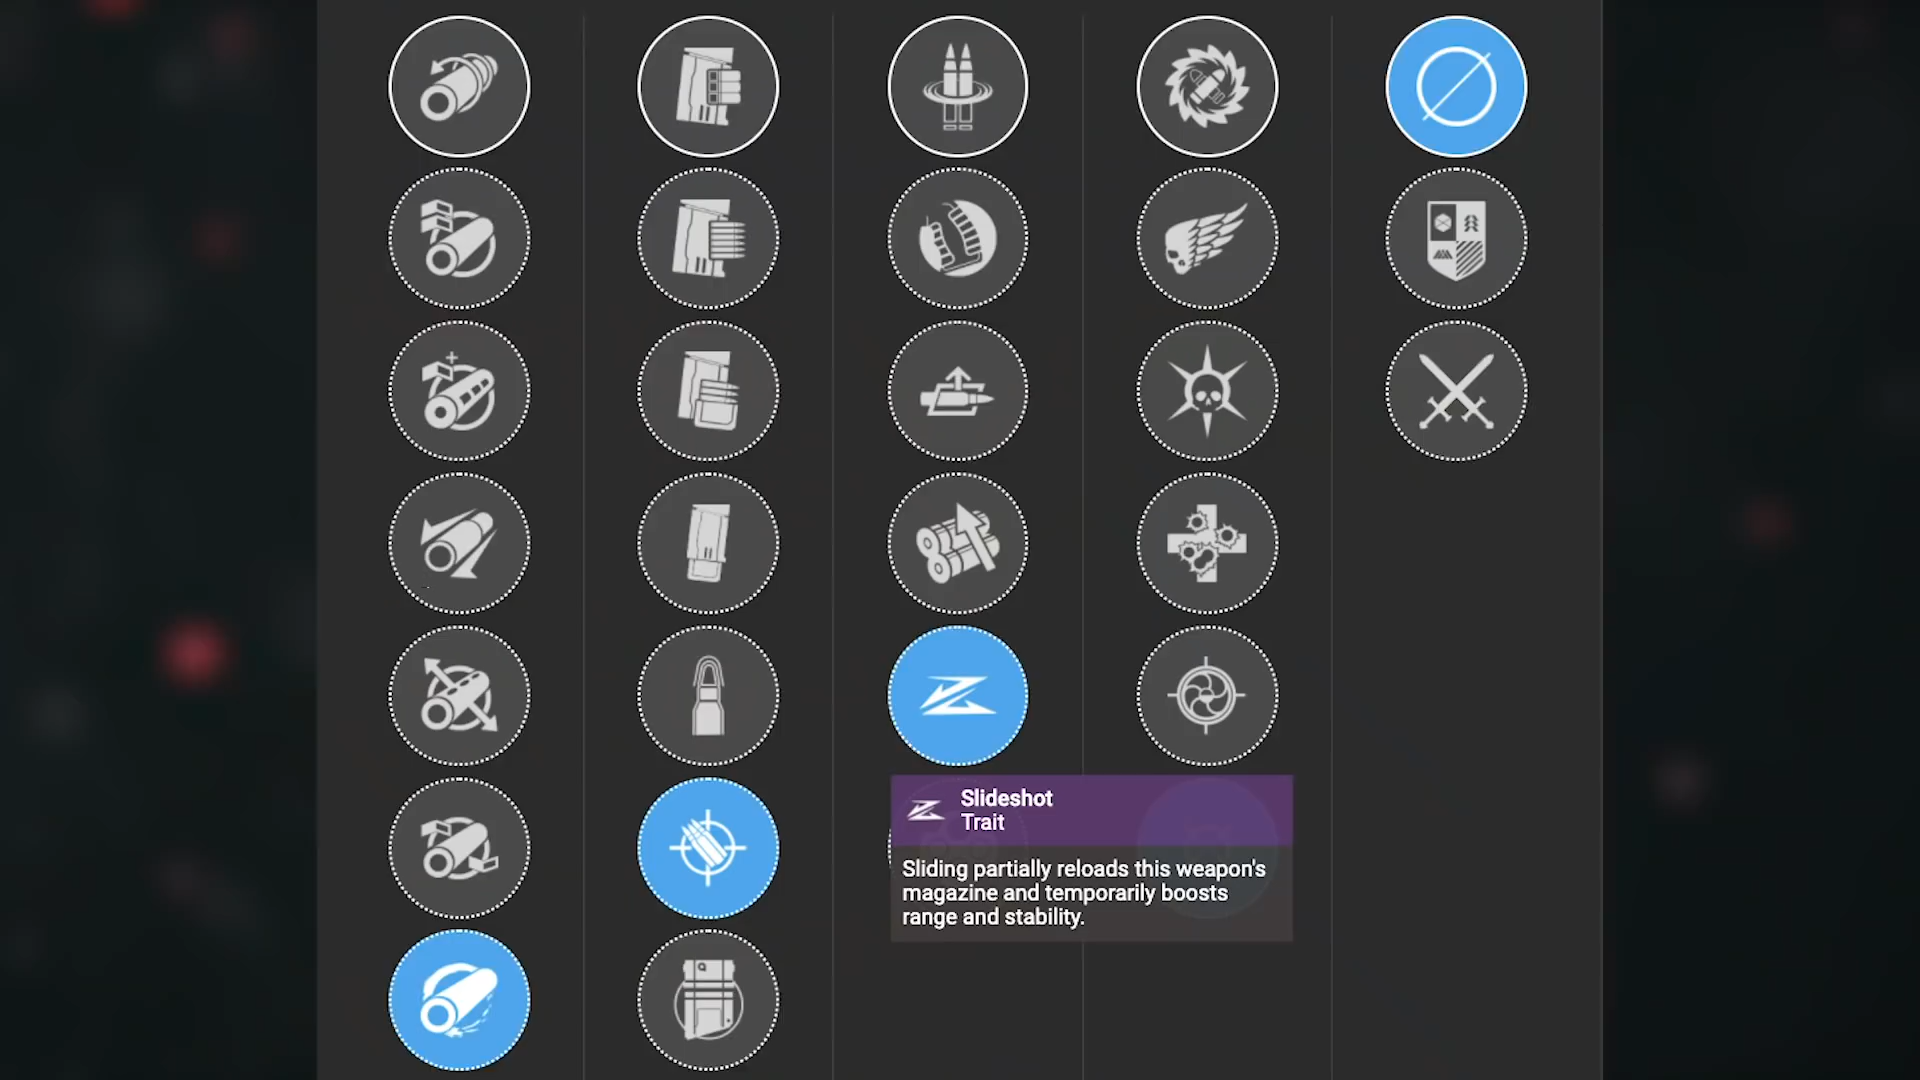 Slideshot
Trait
Sliding partially reloads this weapon's
magazine and temporarily boosts
range and stability.